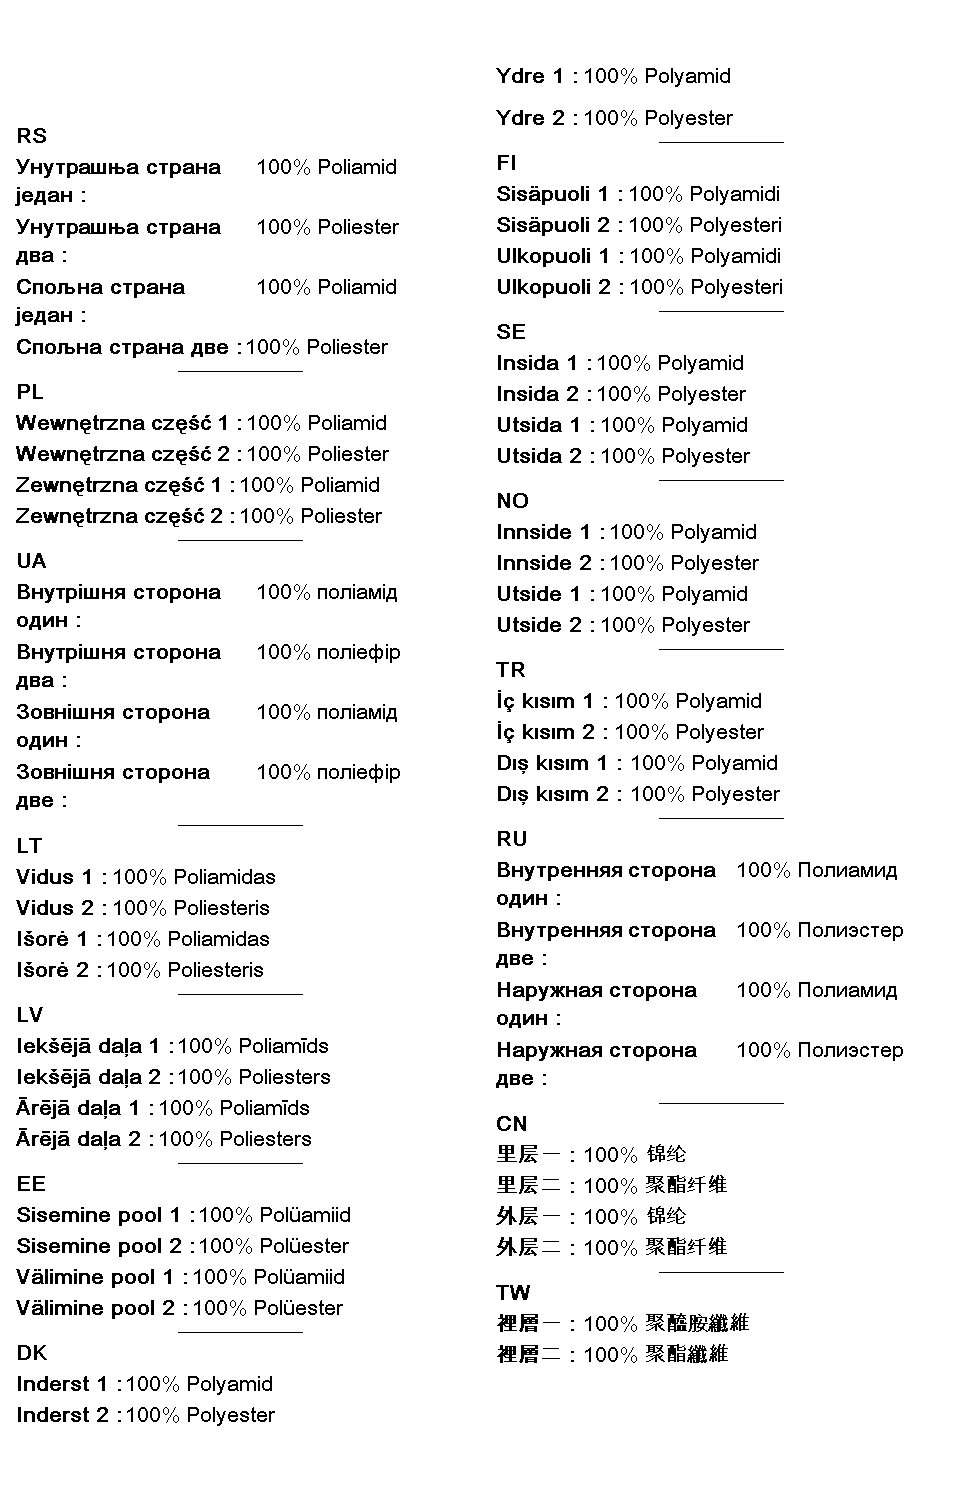 RS
Унутрашња страна 100% Poliamid
један :
Унутрашња страна 100% Poliester
два :
Спољна страна 100% Poliamid
један :
Спољна страна две : 100% Poliester
PL
Wewnętrzna część 1 : 100% Poliamid
Wewnętrzna część 2 : 100% Poliester
Zewnętrzna część 1 : 100% Poliamid
Zewnętrzna część 2 : 100% Poliester
UA
Внутрішня сторона 100% поліамід
один :
Внутрішня сторона 100% поліефір
два :
Зовнішня сторона 100% поліамід
один :
Зовнішня сторона 100% поліефір
две :
LT
Vidus 1 : 100% Poliamidas
Vidus 2 : 100% Poliesteris
Išorė 1 : 100% Poliamidas
Išorė 2 : 100% Poliesteris
LV
Iekšējā daļa 1 : 100% Poliamīds
Iekšējā daļa 2 : 100% Poliesters
Ārējā daļa 1 : 100% Poliamīds
Ārējā daļa 2 : 100% Poliesters
EE
Sisemine pool 1 : 100% Polüamiid
Sisemine pool 2 : 100% Polüester
Välimine pool 1 : 100% Polüamiid
Välimine pool 2 : 100% Polüester
DK
Inderst 1 : 100% Polyamid
Inderst 2 : 100% Polyester
Ydre 1 : 100% Polyamid
Ydre 2 : 100% Polyester
FI
Sisäpuoli 1 : 100% Polyamidi
Sisäpuoli 2 : 100% Polyesteri
Ulkopuoli 1 : 100% Polyamidi
Ulkopuoli 2 : 100% Polyesteri
SE
Insida 1 : 100% Polyamid
Insida 2 : 100% Polyester
Utsida 1 : 100% Polyamid
Utsida 2 : 100% Polyester
NO
Innside 1 : 100% Polyamid
Innside 2 : 100% Polyester
Utside 1 : 100% Polyamid
Utside 2 : 100% Polyester
TR
İç kısım 1 : 100% Polyamid
İç kısım 2 : 100% Polyester
Dış kısım 1 : 100% Polyamid
Dış kısım 2 : 100% Polyester
RU
Внутренняя сторона 100% Полиамид
один :
Внутренняя сторона 100% Полиэстер
две :
Наружная сторона 100% Полиамид
один :
Наружная сторона 100% Полиэстер
две :
CN
里层一 : 100% 锦纶
里层二 : 100% 聚酯纤维
外层一 : 100% 锦纶
外层二 : 100% 聚酯纤维
TW
裡層一 : 100% 聚醯胺纖維
裡層二 : 100% 聚酯纖維